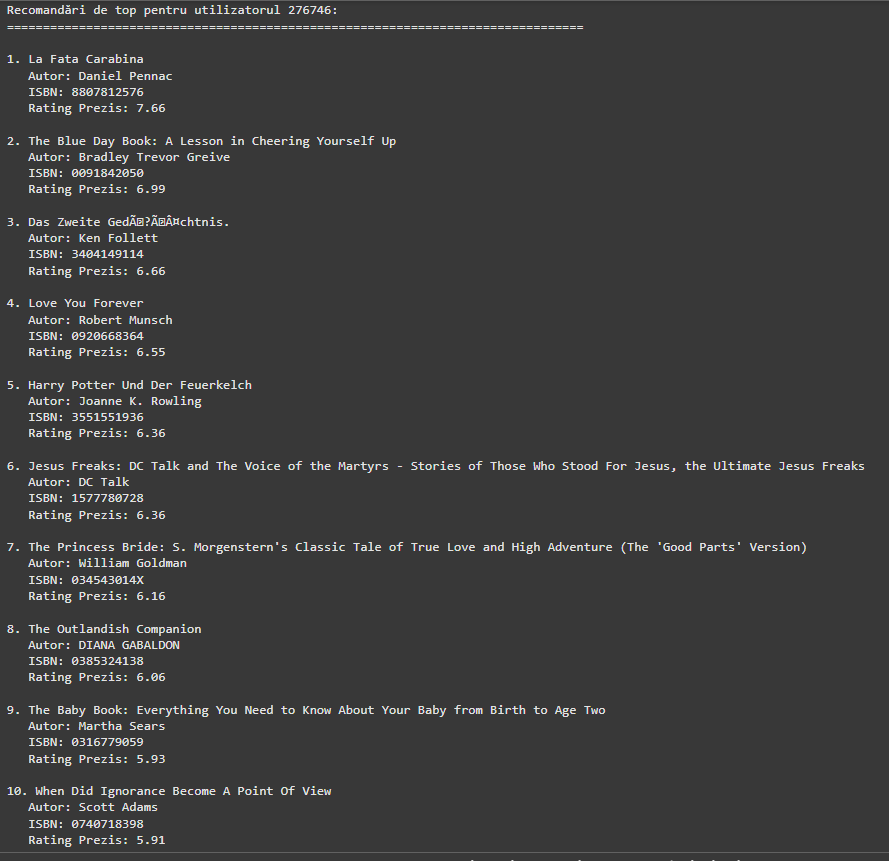 Recomandări de top pentru utilizatorul 276746:
================================================================================
1. La Fata Carabina
Autor: Daniel Pennac
ISBN: 8807812576
Rating Prezis: 7.66
2. The Blue Day Book: A Lesson in Cheering Yourself Up
Autor: Bradley Trevor Greive
ISBN: 0091842050
Rating Prezis: 6.99
3. Das Zweite GedÃ?Ã¤chtnis.
Autor: Ken Follett
ISBN: 3404149114
Rating Prezis: 6.66
4. Love You Forever
Autor: Robert Munsch
ISBN: 0920668364
Rating Prezis: 6.55
5. Harry Potter Und Der Feuerkelch
Autor: Joanne K. Rowling
ISBN: 3551551936
Rating Prezis: 6.36
6. Jesus Freaks: DC Talk and The Voice of the Martyrs - Stories of Those Who Stood For Jesus, the Ultimate Jesus Freaks
Autor: DC Talk
ISBN: 1577780728
Rating Prezis: 6.36
7. The Princess Bride: S. Morgenstern's Classic Tale of True Love and High Adventure (The 'Good Parts' Version)
Autor: William Goldman
ISBN: 034543014X
Rating Prezis: 6.16
8. The Outlandish Companion
Autor: DIANA GABALDON
ISBN: 0385324138
Rating Prezis: 6.06
9. The Baby Book: Everything You Need to Know About Your Baby from Birth to Age Two
Autor: Martha Sears
ISBN: 0316779059
Rating Prezis: 5.93
10. When Did Ignorance Become A Point Of View
Autor: Scott Adams
ISBN: 0740718398
Rating Prezis: 5.91